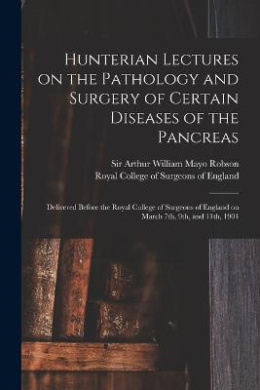 Hunterian Lectures
on the Pathology and
Surgery of Certain
Diseases of the
Pancreas
Sir Arthur William Mayo Robson,
Royal College of Surgeons of England
Delivered Before the Royal College of Surgeons of England on
March 7th, 9th, and 11th, 1904